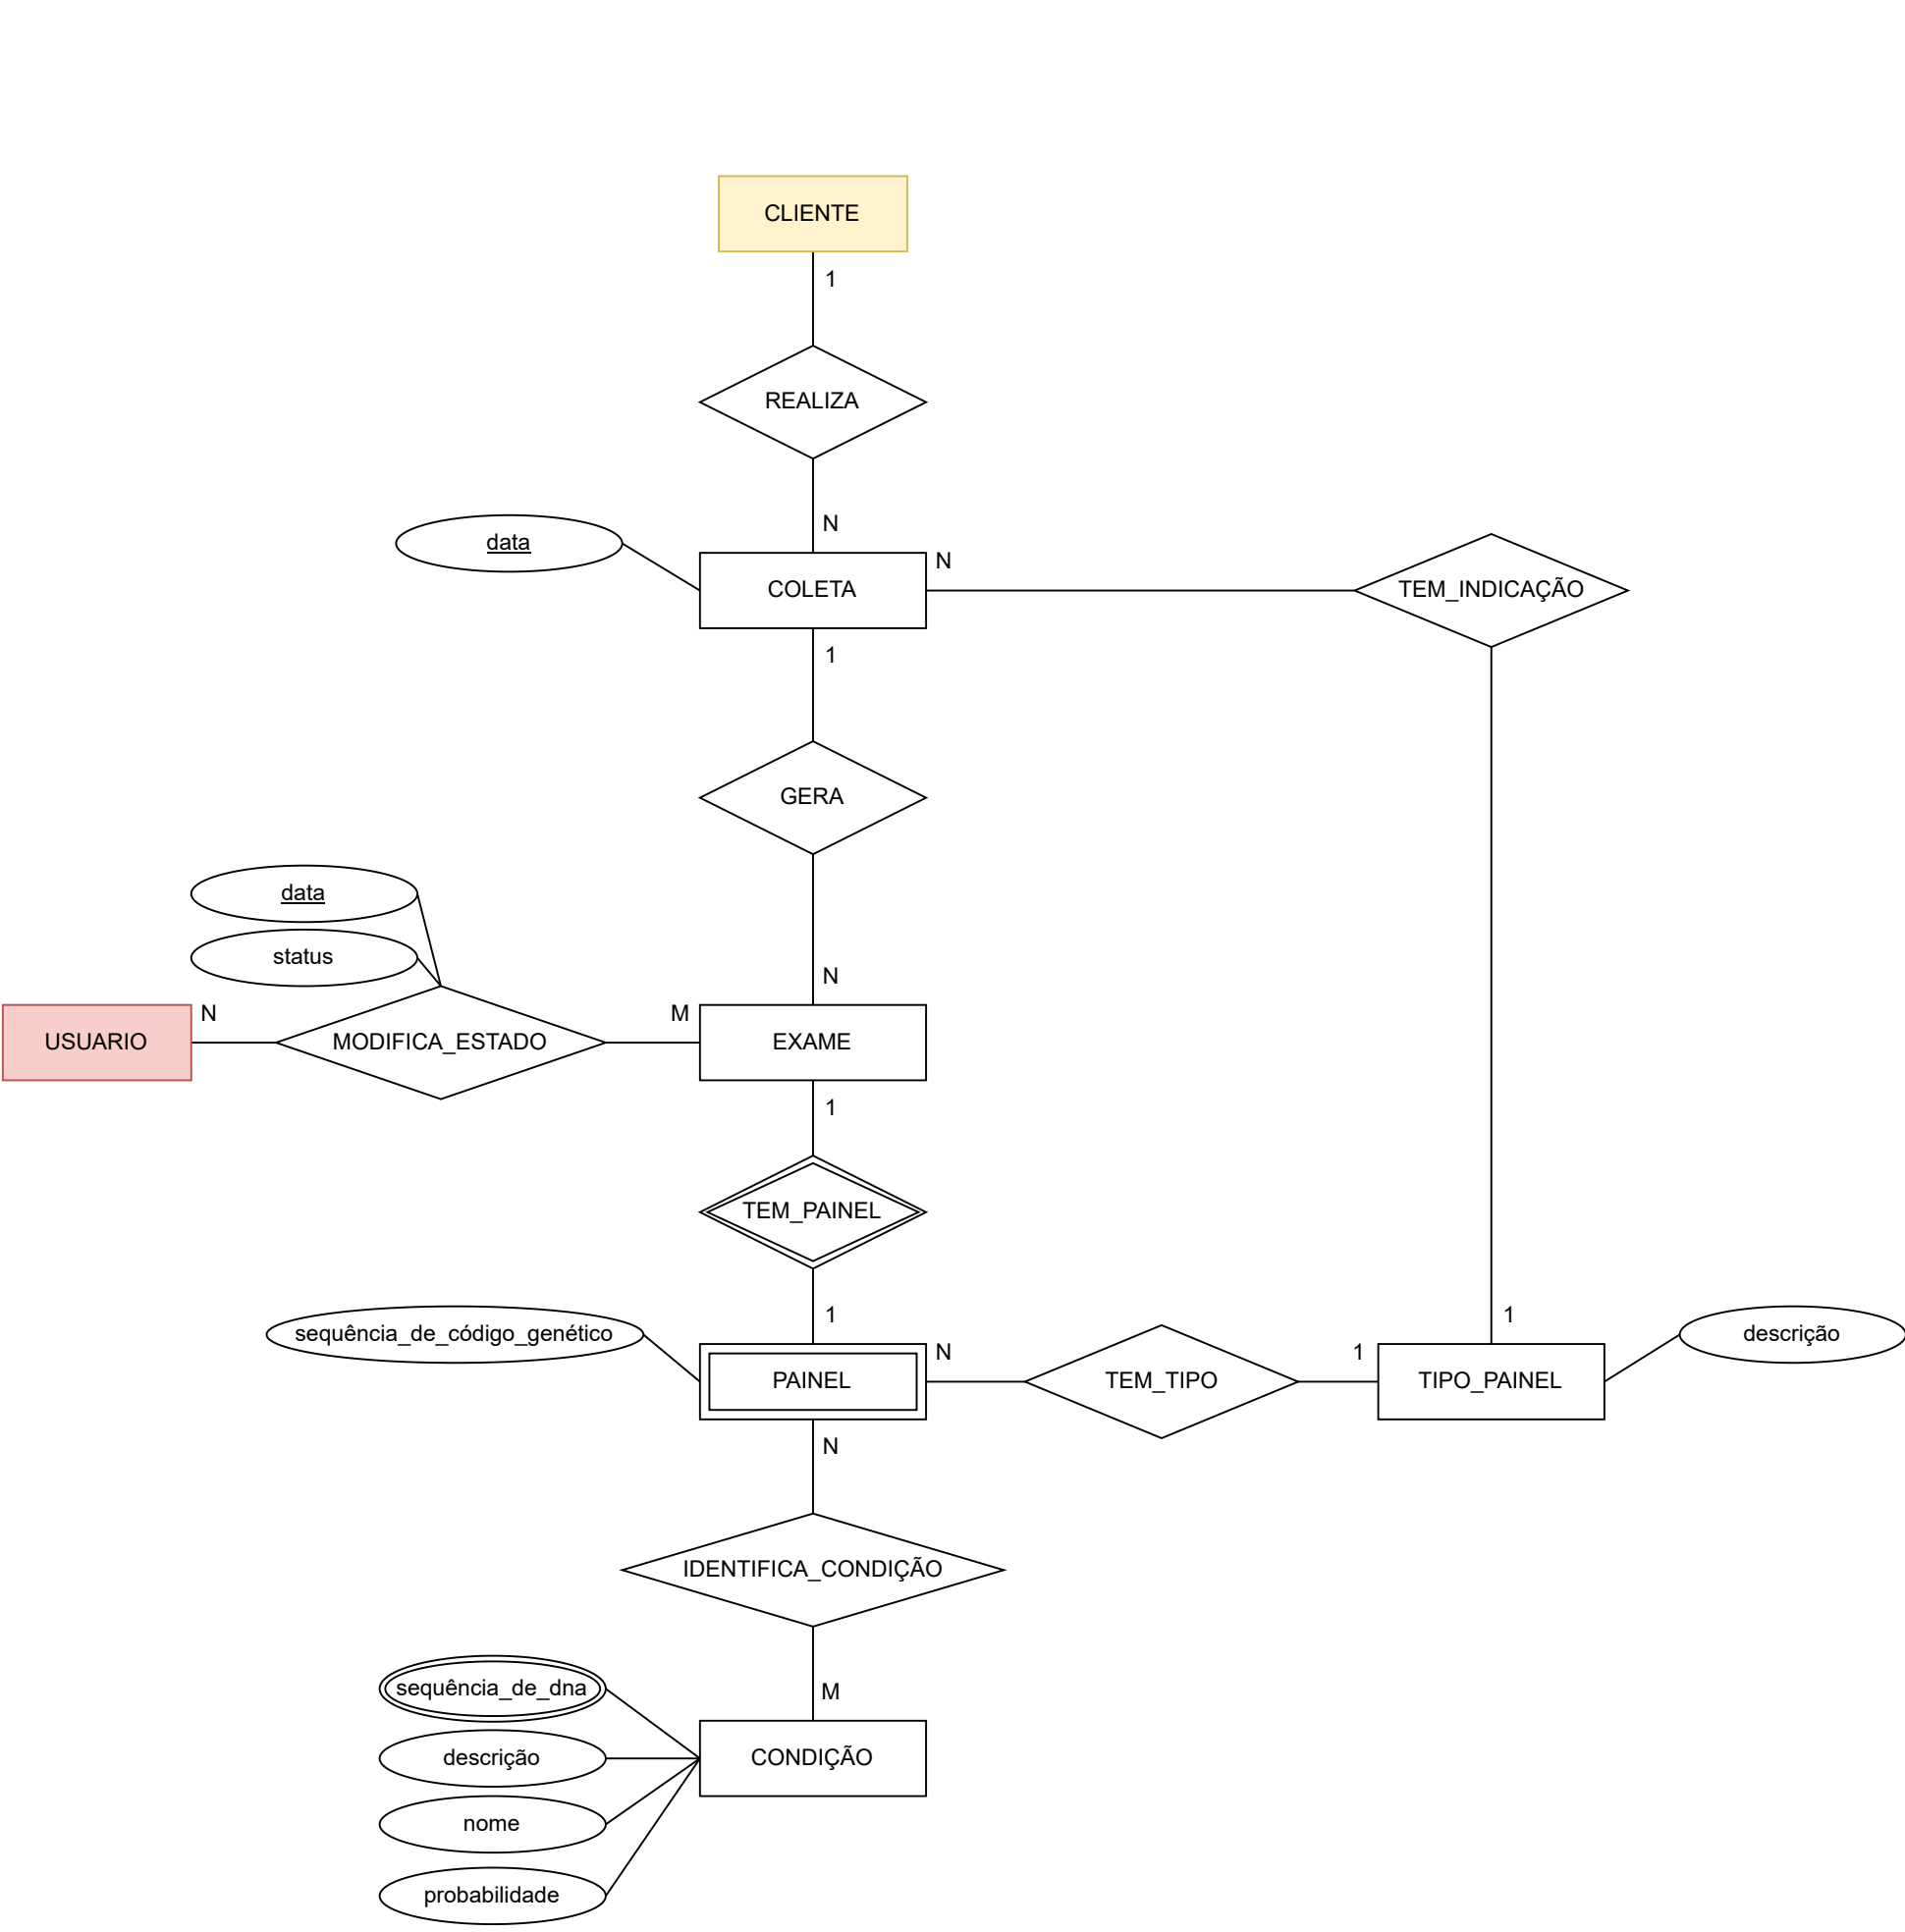 CLIENTE
1
REALIZA
N
data
N
COLETA
TEM_INDICAÇÃO
1
GERA
data
status
N
N
M
USUARIO
MODIFICA_ESTADO
EXAME
1
TEM_PAINEL
1
1
sequência_de_código_genético
descrição
N
1
PAINEL
TEM_TIPO
TIPO_PAINEL
N
IDENTIFICA_CONDIÇÃO
sequência_de_dna
M
descrição
CONDIÇÃO
nome
probabilidade